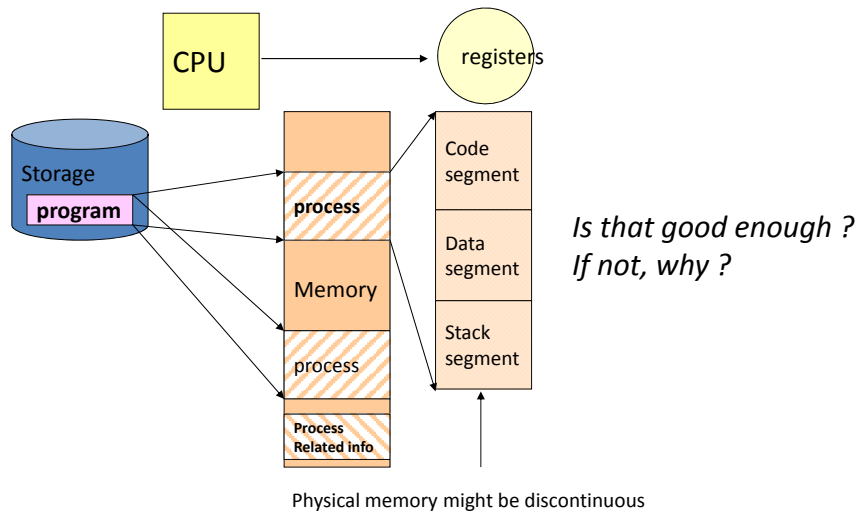 CPU
registers
Storage
program
process
Memory
process
Process
Related info
Code
segment
Data
segment
Stack
segment
Is that good enough ?
If not, why ?
Physical memory might be discontinuous